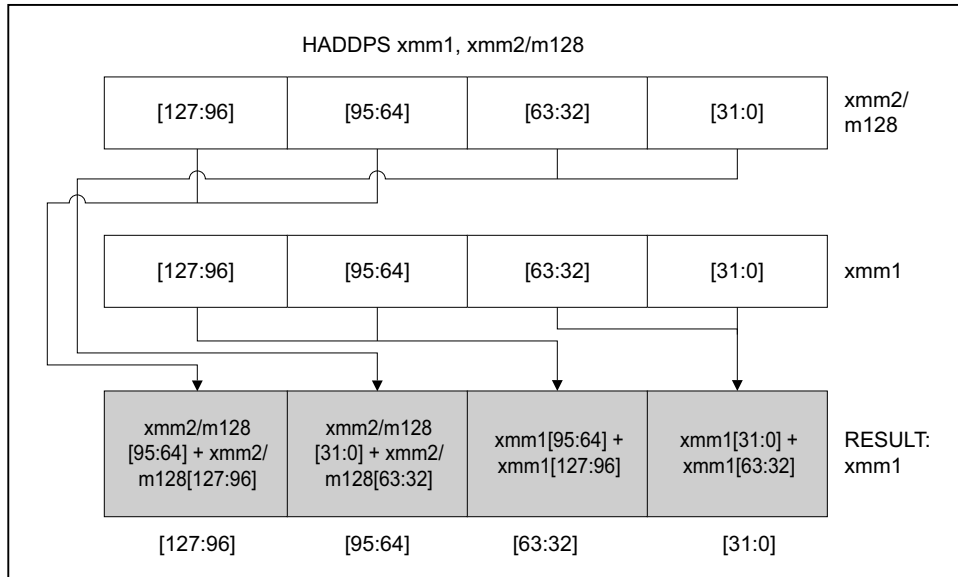 HADDPS xmm1, xmm2/m128
[127:96] [95:64] [63:32] [31:0]
xmm2/
m128
[127:96] [95:64] [63:32] [31:0] xmm1
xmm2/m128
[95:64] + xmm2/
m128[127:96]
xmm2/m128
[31:0] + xmm2/
m128[63:32]
xmm1[95:64] +
xmm1[127:96]
xmm1[31:0] +
xmm1[63:32]
RESULT:
xmm1
[127:96] [95:64] [63:32] [31:0]